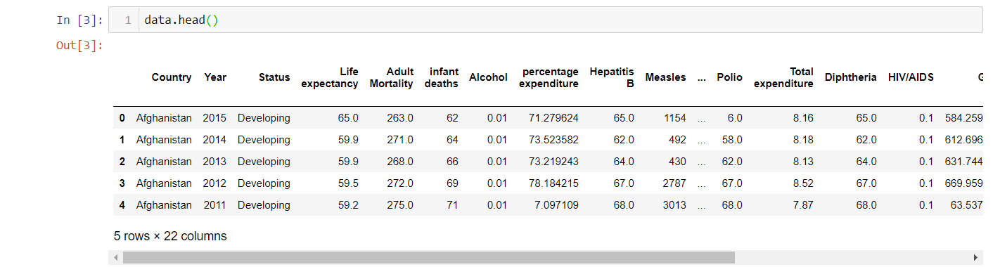 In [3]: 1 data.head()
Out[3]:
Country Year Status Life expectancy Adult Mortality infant deaths Alcohol percentage expenditure Hepatitis B Measles ... Polio Total expenditure Diphtheria HIV/AIDS
0 Afghanistan 2015 Developing 65.0 263.0 62 0.01 71.279624 65.0 1154 ... 6.0 8.16 65.0 0.1 584.259
1 Afghanistan 2014 Developing 59.9 271.0 64 0.01 73.523582 62.0 492 ... 58.0 8.18 62.0 0.1 612.696
2 Afghanistan 2013 Developing 59.9 268.0 66 0.01 73.219243 64.0 430 ... 62.0 8.13 64.0 0.1 631.744
3 Afghanistan 2012 Developing 59.5 272.0 69 0.01 78.184215 67.0 2787 ... 67.0 8.52 67.0 0.1 669.959
4 Afghanistan 2011 Developing 59.2 275.0 71 0.01 7.097109 68.0 3013 ... 68.0 7.87 68.0 0.1 63.537
5 rows × 22 columns